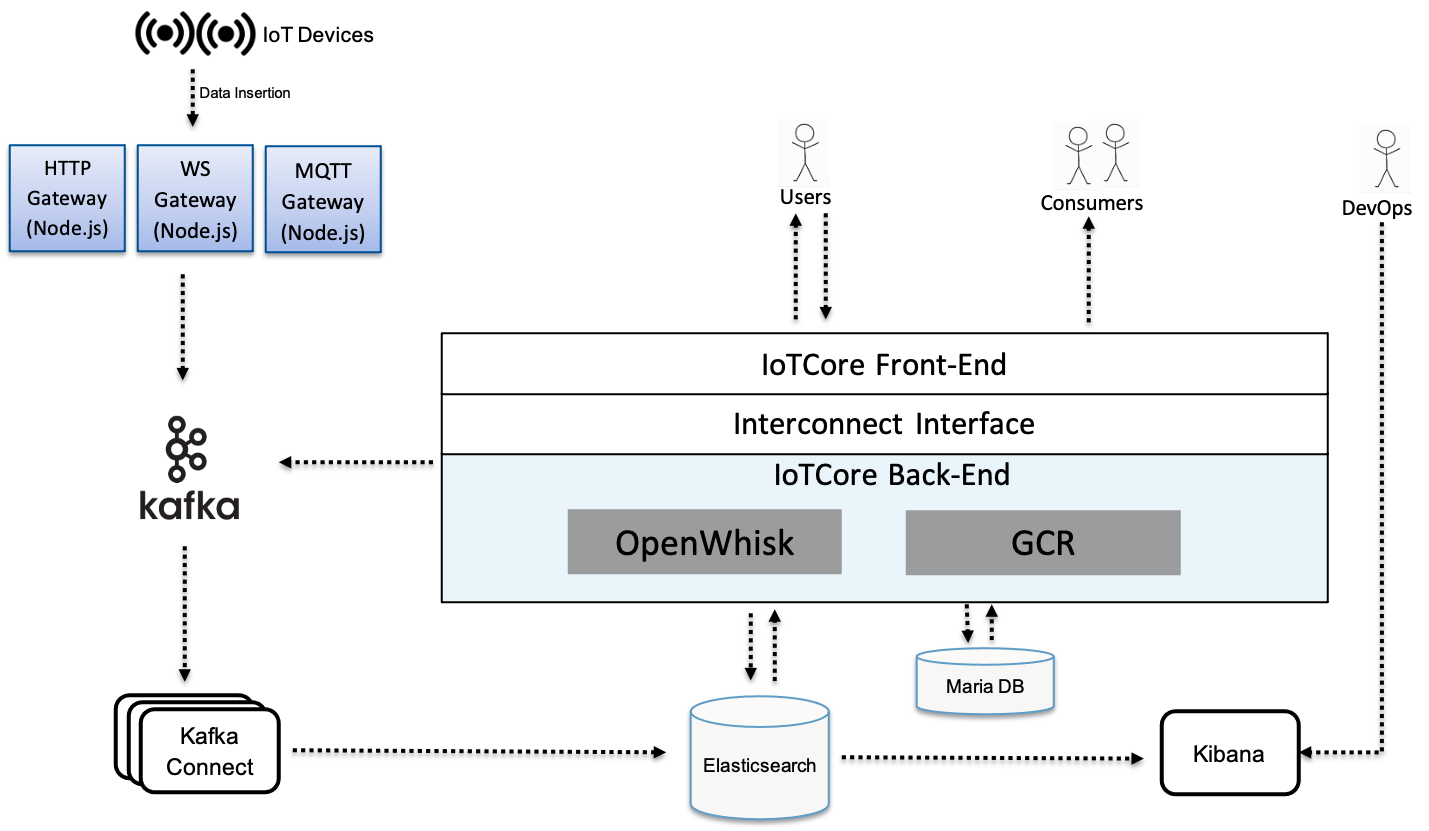 IoT Devices
Data Insertion
HTTP
Gateway
(Node.js)
WS
Gateway
(Node.js)
MQTT
Gateway
(Node.js)
Users
Consumers
DevOps
IoTCore Front-End
Interconnect Interface
IoTCore Back-End
OpenWhisk
GCR
kafka
Maria DB
Kafka
Connect
Elasticsearch
Kibana